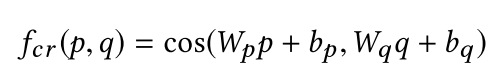 f_{cr}(p, q) = cos(W_p p + b_p, W_q q + b_q)